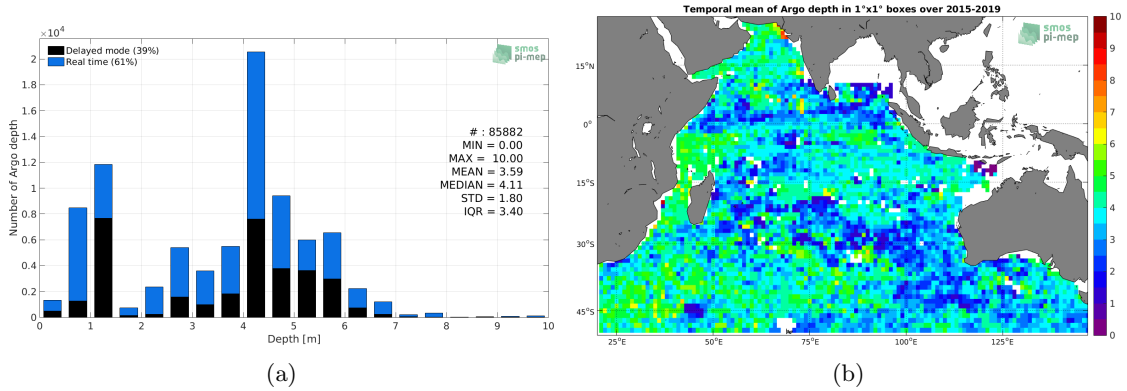 ×10⁴
Delayed mode (39%)
Real time (61%)
smos
pi-mep
# : 85882
MIN = 0.00
MAX = 10.00
MEAN = 3.59
MEDIAN = 4.11
STD = 1.80
IQR = 3.40
Number of Argo depth
2
1.8
1.6
1.4
1.2
1
0.8
0.6
0.4
0.2
0
0 1 2 3 4 5 6 7 8 9 10
Depth [m]
(a)
Temporal mean of Argo depth in 1°x1° boxes over 2015-2019
smos
pi-mep
15°N
0°
15°S
30°S
45°S
25°E 50°E 75°E 100°E 125°E
10
9
8
7
6
5
4
3
2
1
0
(b)